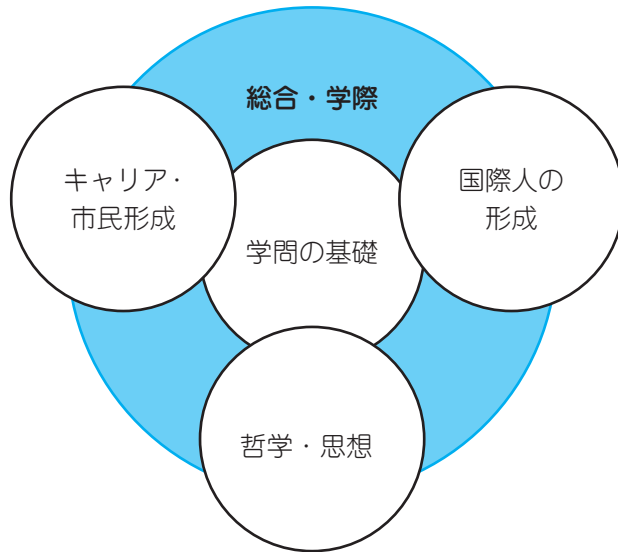 総合・学際
キャリア・
市民形成
国際人の
形成
学問の基礎
哲学・思想